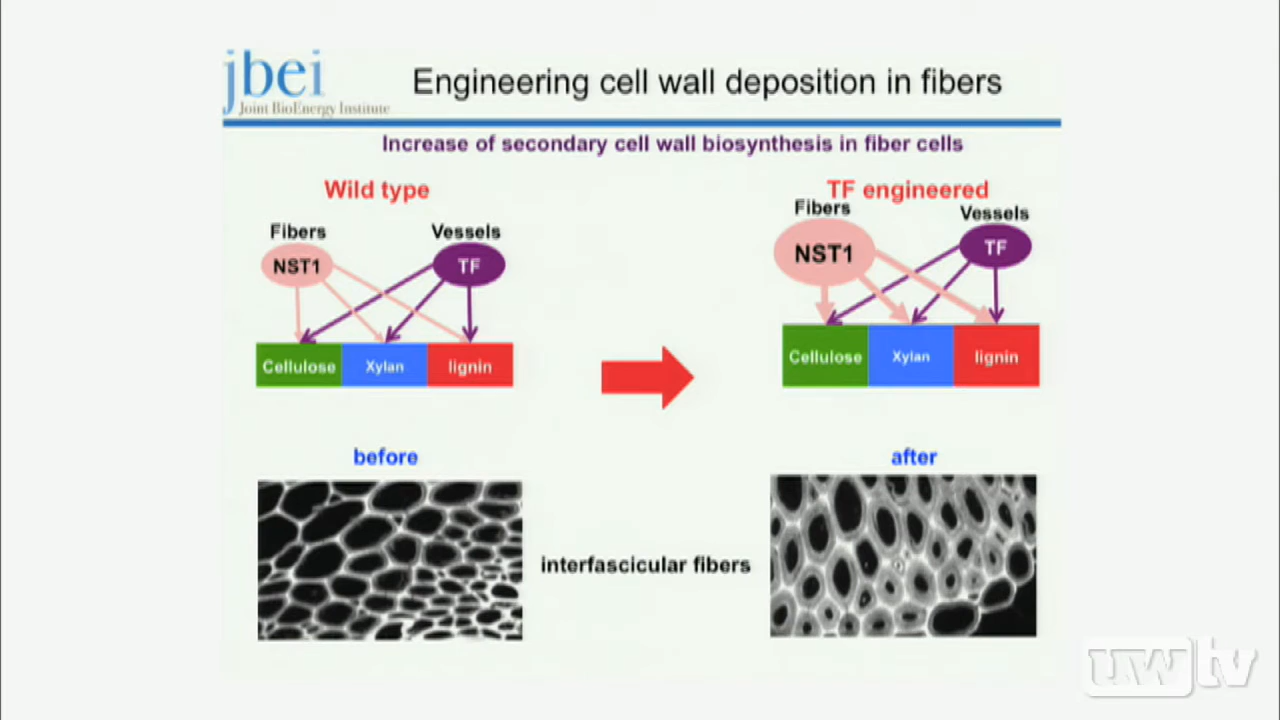 jbei
Joint BioEnergy Institute
Engineering cell wall deposition in fibers
Increase of secondary cell wall biosynthesis in fiber cells
Wild type
Fibers
Vessels
NST1
TF
Cellulose
Xylan
lignin
before
TF engineered
Fibers
Vessels
NST1
TF
Cellulose
Xylan
lignin
after
interfascicular fibers
uwtv